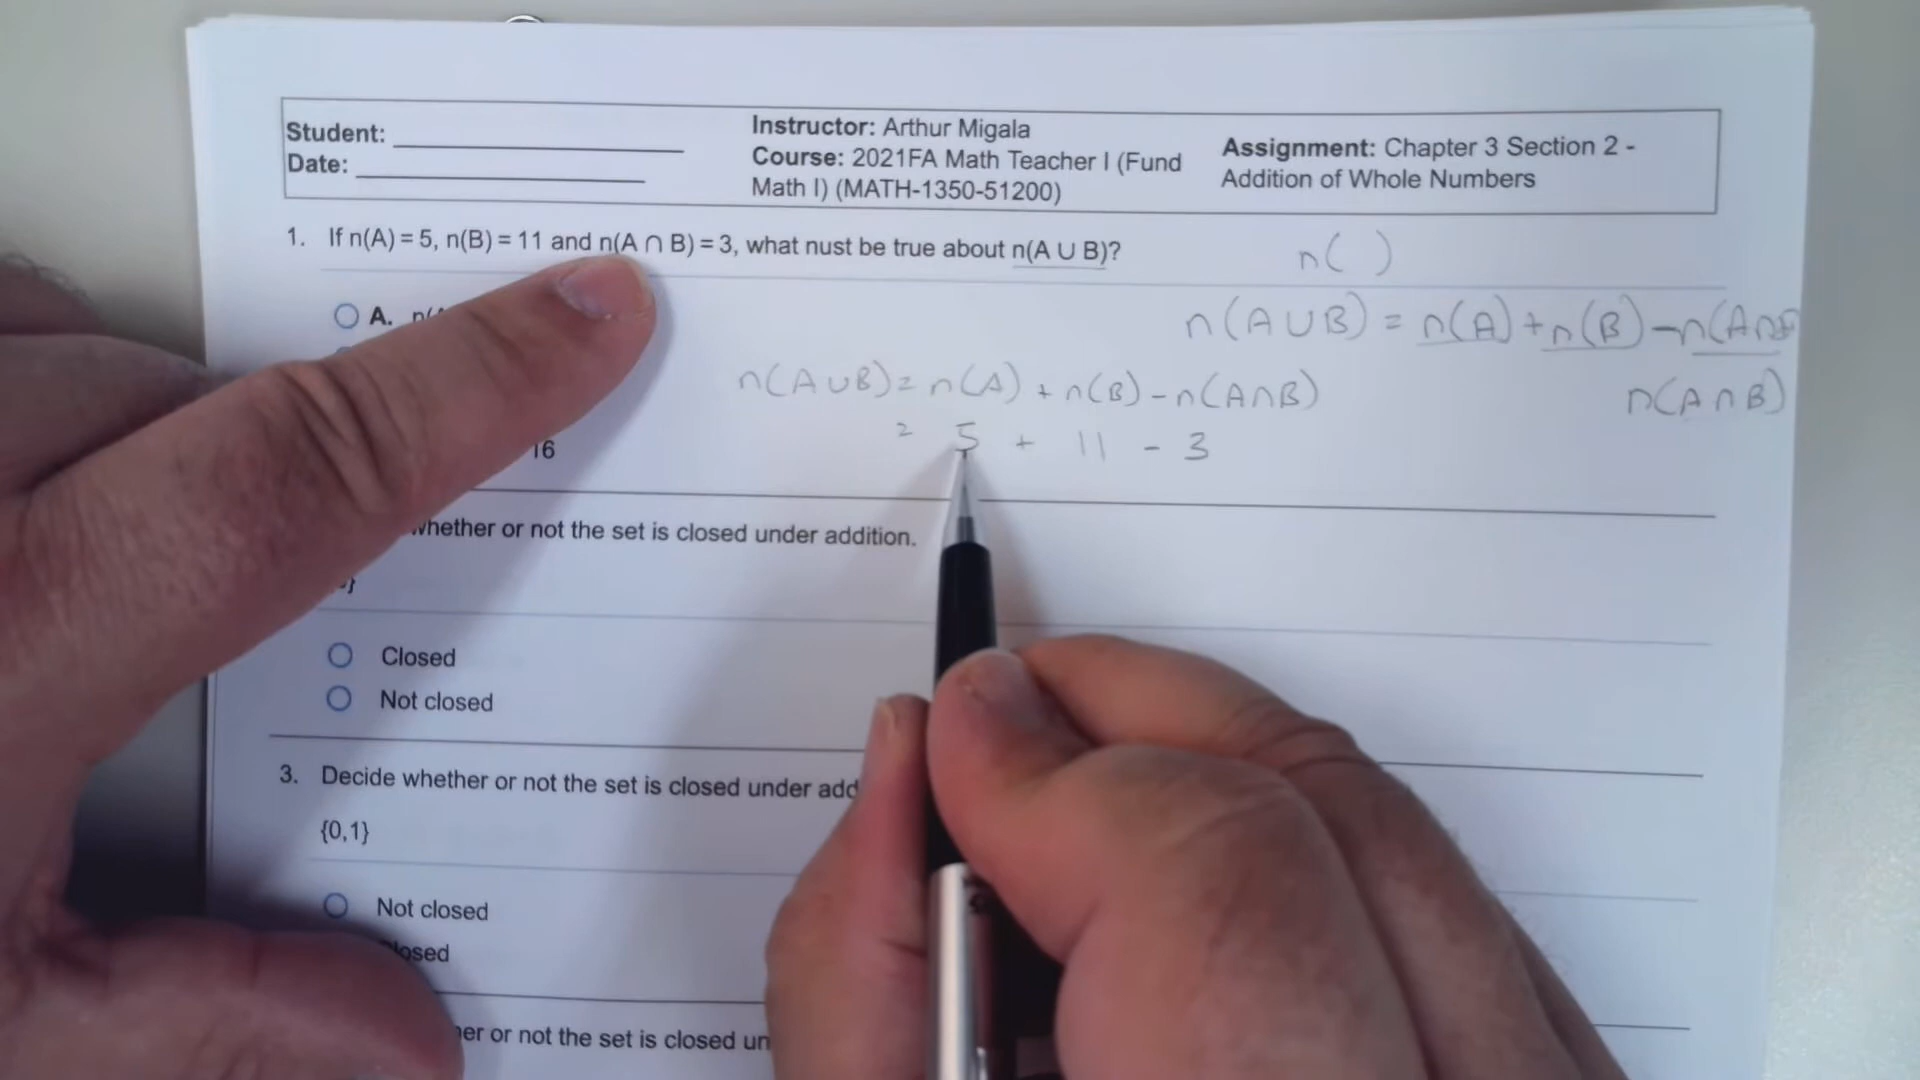 Student:
Date:
Instructor: Arthur Migala
Course: 2021FA Math Teacher I (Fund
Math I) (MATH-1350-51200)
Assignment: Chapter 3 Section 2 -
Addition of Whole Numbers
1. If n(A) = 5, n(B) = 11 and n(A ∩ B) = 3, what nust be true about n(A ∪ B)?
n( )
A.
n(A∪B) = n(A) + n(B) - n(A∩B
n(A∪B) = n(A) + n(B) - n(A∩B)
n(A∩B)
= 5 + 11 - 3
16
whether or not the set is closed under addition.
}
Closed
Not closed
3. Decide whether or not the set is closed under add
{0,1}
Not closed
Closed
er or not the set is closed un